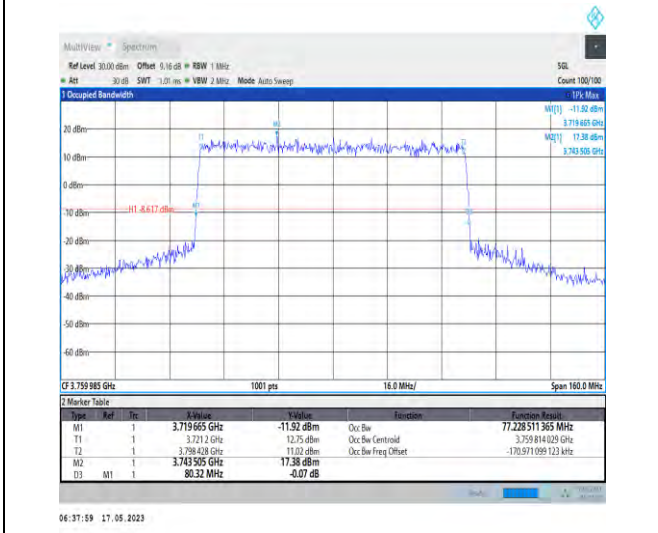 MultiView Spectrum
Ref Level 30.00 dBm Offset 9.16 dB RBW 1 MHz SGL
Att 30 dB SWT 1.01 ms VBW 2 MHz Mode Auto Sweep Count 100/100
1 Occupied Bandwidth 1Pk Max
M1[1] -11.92 dBm
3.719 665 GHz
M2[1] 17.38 dBm
3.743 505 GHz
M2
20 dBm
T1 T2
10 dBm
0 dBm
M1
-10 dBm H1 -8.617 dBm
-20 dBm
-30 dBm
-40 dBm
-50 dBm
-60 dBm
CF 3.759 985 GHz 1001 pts 16.0 MHz/ Span 160.0 MHz
2 Marker Table
Type Ref Trc X-Value Y-Value Function Function Result
M1 1 3.719 665 GHz -11.92 dBm Occ Bw 77.228 511 365 MHz
T1 1 3.721 2 GHz 12.75 dBm Occ Bw Centroid 3.759 814 029 GHz
T2 1 3.798 428 GHz 11.02 dBm Occ Bw Freq Offset -170.971 099 123 kHz
M2 1 3.743 505 GHz 17.38 dBm
D3 M1 1 80.32 MHz -0.07 dB
06:37:59 17.05.2023